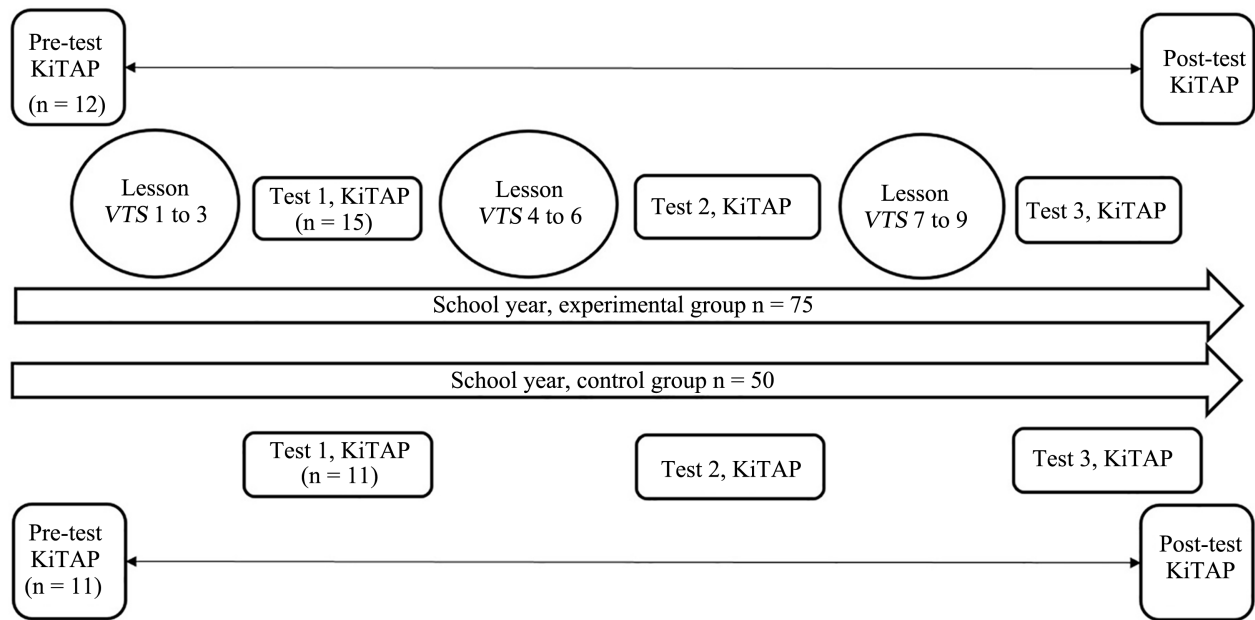 Pre-test
KiTAP
(n = 12)
Post-test
KiTAP
Lesson
VTS 1 to 3
Test 1, KiTAP
(n = 15)
Lesson
VTS 4 to 6
Test 2, KiTAP
Lesson
VTS 7 to 9
Test 3, KiTAP
School year, experimental group n = 75
School year, control group n = 50
Test 1, KiTAP
(n = 11)
Test 2, KiTAP
Test 3, KiTAP
Pre-test
KiTAP
(n = 11)
Post-test
KiTAP